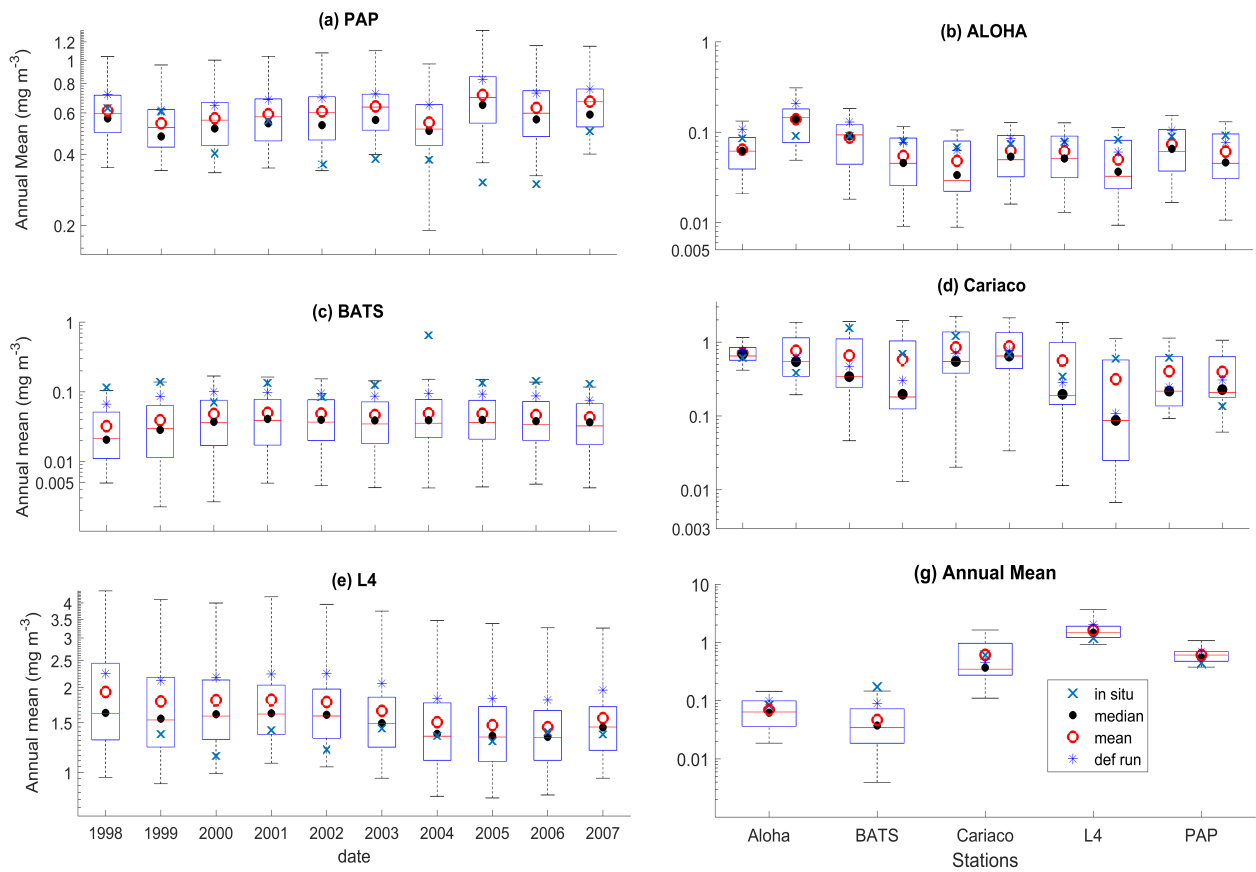 (a) PAP
Annual Mean (mg m-3)
1.2
1
0.8
0.6
0.4
0.2
(b) ALOHA
1
0.1
0.01
0.005
(c) BATS
Annual mean (mg m-3)
1
0.1
0.01
0.005
(d) Cariaco
1
0.1
0.01
0.003
(e) L4
Annual mean (mg m-3)
4
3.5
3
2.5
2
1.5
1
1998 1999 2000 2001 2002 2003 2004 2005 2006 2007
date
(g) Annual Mean
10
1
0.1
0.01
in situ
median
mean
def run
Aloha BATS Cariaco L4 PAP
Stations